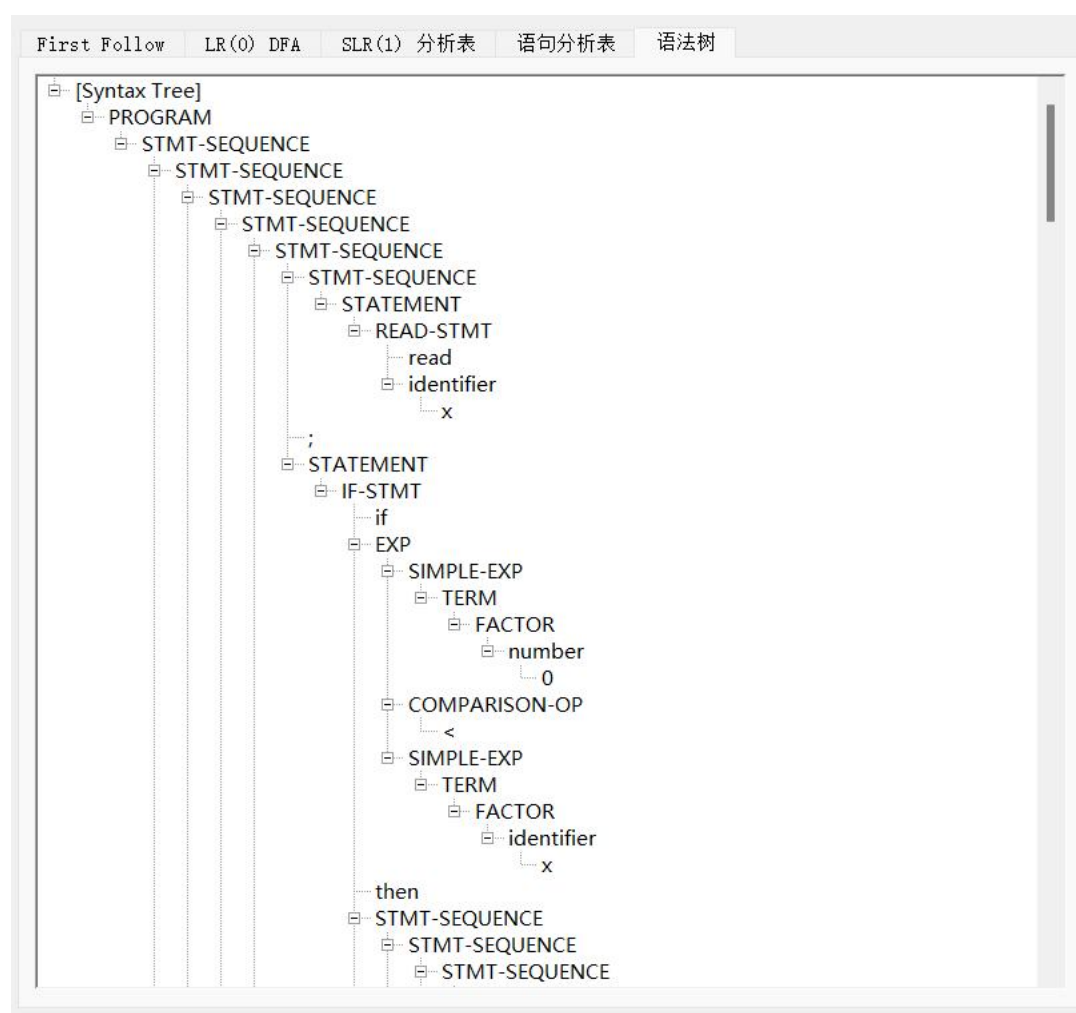 First Follow LR(0) DFA SLR(1) 分析表 语句分析表 语法树
[Syntax Tree]
PROGRAM
STMT-SEQUENCE
STMT-SEQUENCE
STMT-SEQUENCE
STMT-SEQUENCE
STMT-SEQUENCE
STMT-SEQUENCE
STATEMENT
READ-STMT
read
identifier
x
;
STATEMENT
IF-STMT
if
EXP
SIMPLE-EXP
TERM
FACTOR
number
0
COMPARISON-OP
<
SIMPLE-EXP
TERM
FACTOR
identifier
x
then
STMT-SEQUENCE
STMT-SEQUENCE
STMT-SEQUENCE